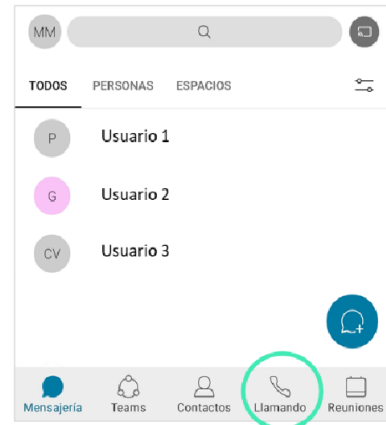 MM
TODOS PERSONAS ESPACIOS
P Usuario 1
G Usuario 2
CV Usuario 3
Mensajería Teams Contactos Llamando Reuniones